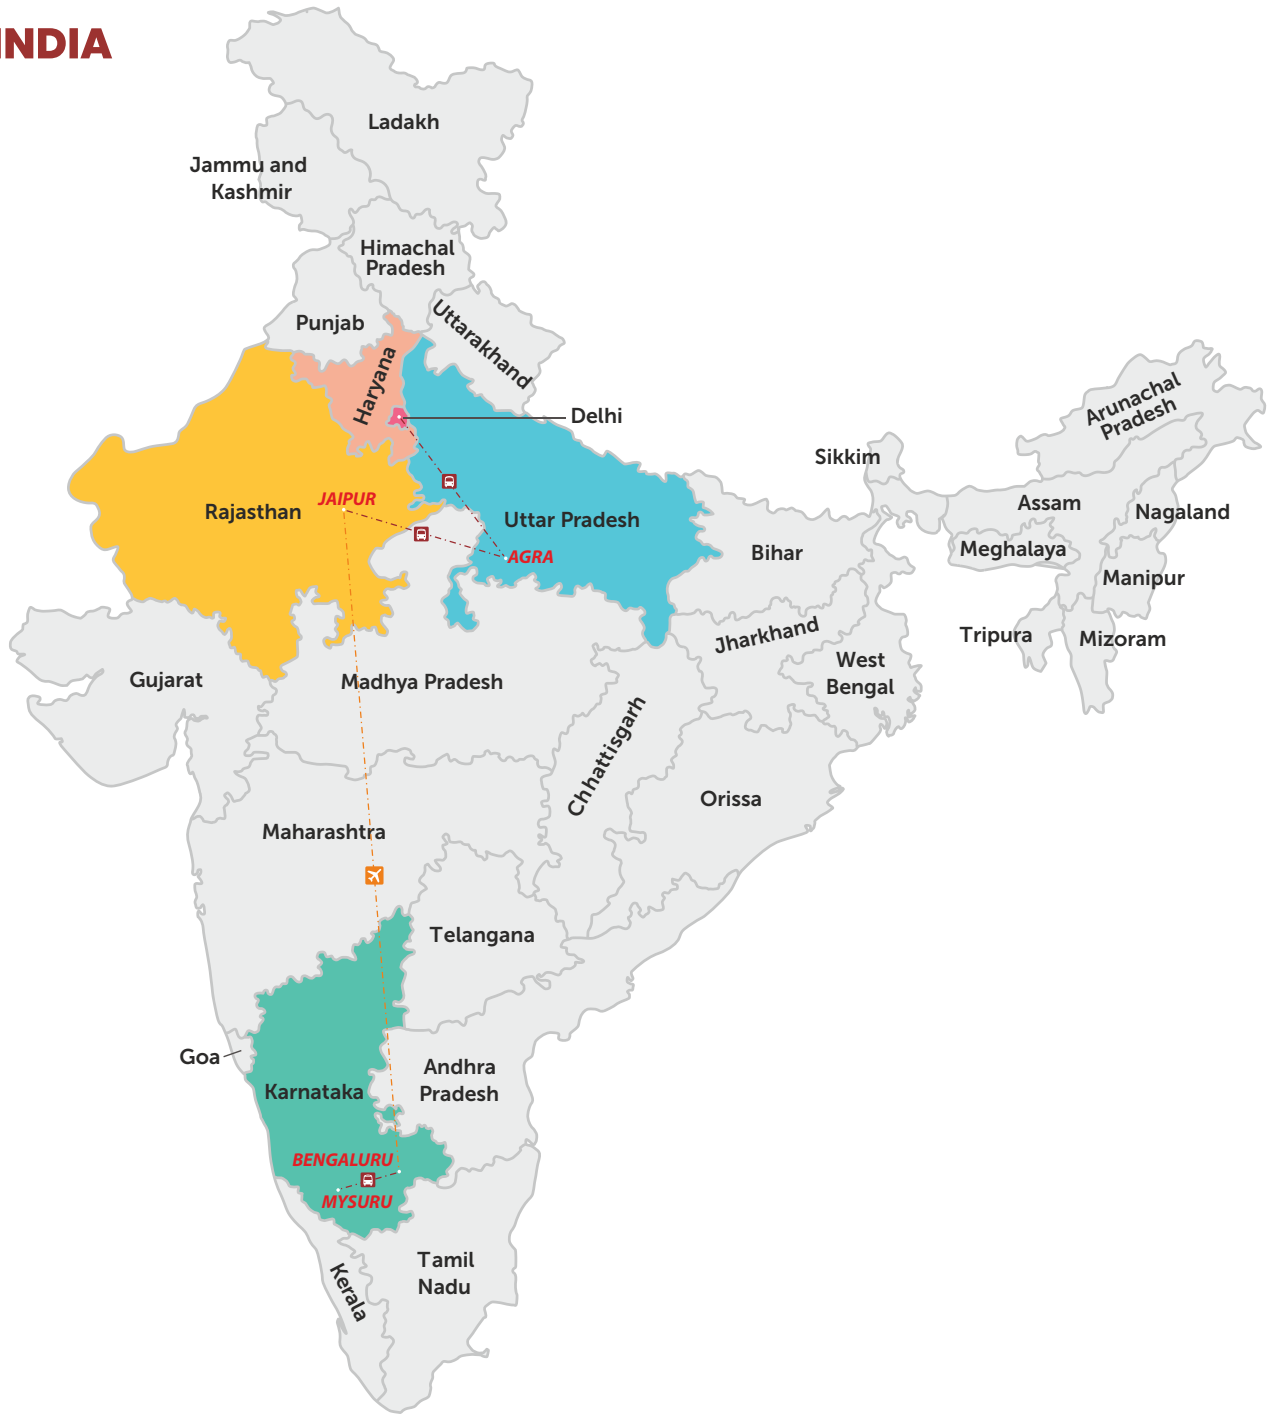 INDIA
Ladakh
Jammu and
Kashmir
Himachal
Pradesh
Punjab
Uttarakhand
Haryana
Delhi
Arunachal
Pradesh
Sikkim
Rajasthan
JAIPUR
Uttar Pradesh
AGRA
Bihar
Assam
Nagaland
Meghalaya
Manipur
Tripura
Mizoram
Jharkhand
West
Bengal
Gujarat
Madhya Pradesh
Chhattisgarh
Orissa
Maharashtra
Telangana
Goa
Karnataka
Andhra
Pradesh
BENGALURU
MYSURU
Tamil
Nadu
Kerala